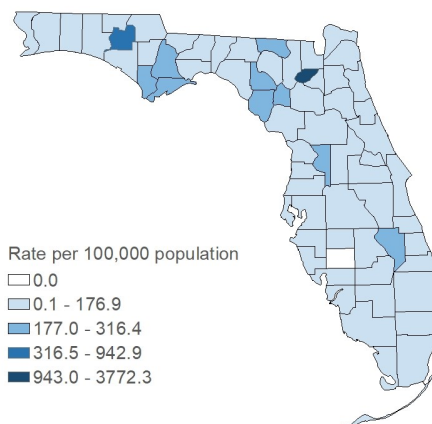 Rate per 100,000 population
0.0
0.1 - 176.9
177.0 - 316.4
316.5 - 942.9
943.0 - 3772.3